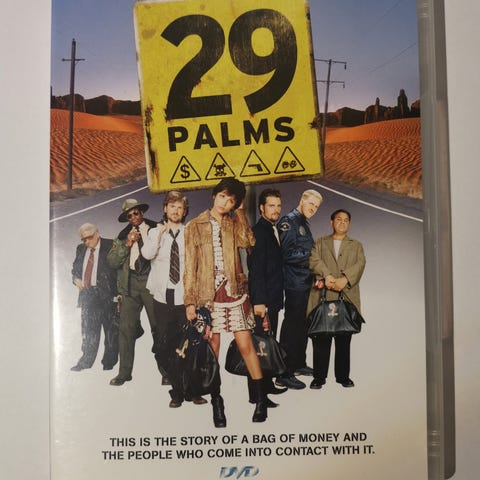 29
PALMS
$
THIS IS THE STORY OF A BAG OF MONEY AND
THE PEOPLE WHO COME INTO CONTACT WITH IT.
DVD